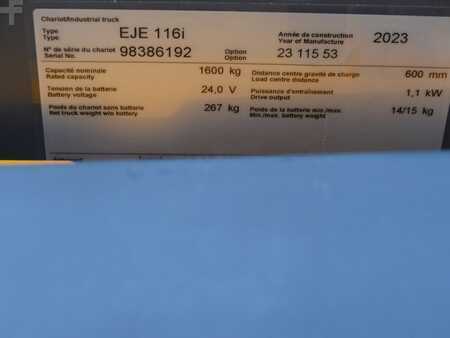 Chariot/Industrial truck
Type EJE 116i Année da construction 2023
Type: Year of Manufacture
N° de série du chariot 98386192 Option 23 115 53
Serial No. Option
Capacité nominale 1600 kg Distance centre gravité de charge 600 mm
Rated capacity Load centre distance
Tension de la batterie 24,0 V Puissance d'entraînement 1,1 kW
Battery voltage Drive output
Poids du chariot sans batterie 267 kg Poids de la batterie min./max. 14/15 kg
Net truck weight w/o battery Min./max. battery weight